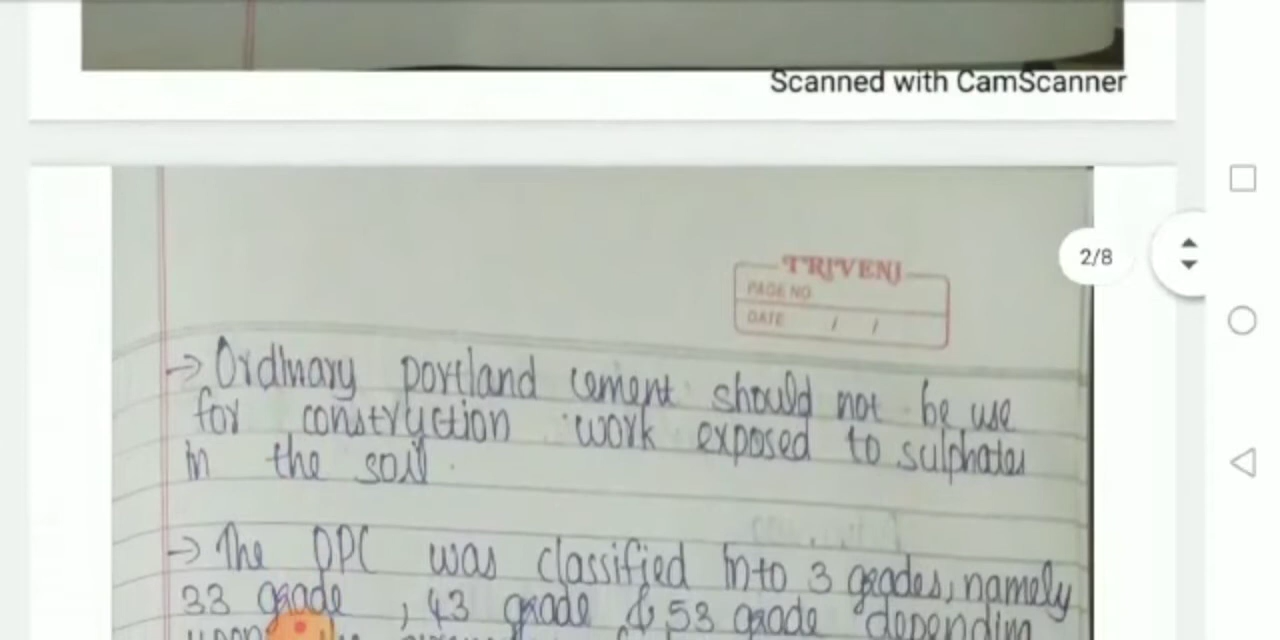 Scanned with CamScanner
2/8
TRIVENI
PAGE NO
DATE / /
→ Ordinary portland cement should not be use
for construction work exposed to sulphates
in the soil.
→ The OPC was classified into 3 grades, namely
33 grade , 43 grade & 53 grade depending
upon the